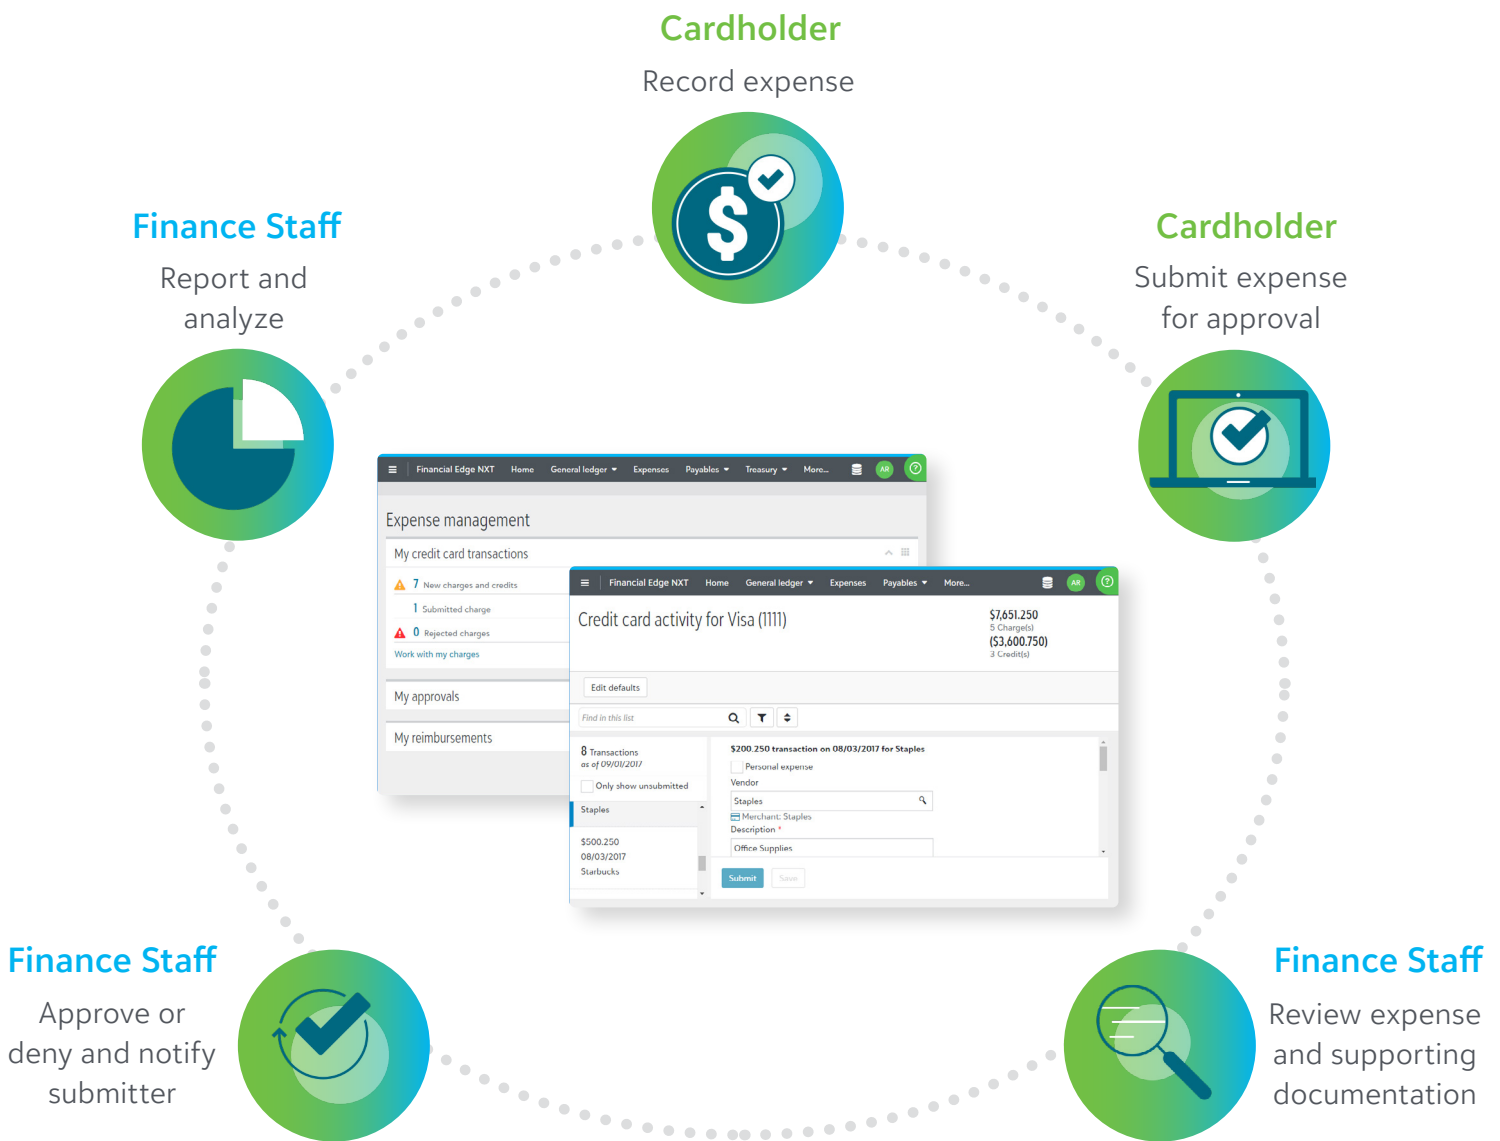 Cardholder
Record expense
Finance Staff
Report and
analyze
Cardholder
Submit expense
for approval
Financial Edge NXT Home General ledger Expenses Payables Treasury More...
AR
?
Expense management
My credit card transactions
7 New charges and credits
1 Submitted charge
0 Rejected charges
Work with my charges
My approvals
My reimbursements
Financial Edge NXT Home General ledger Expenses Payables More...
AR
?
Credit card activity for Visa (1111)
$7,651.250
5 Charge(s)
($3,600.750)
3 Credit(s)
Edit defaults
Find in this list
8 Transactions
as of 09/01/2017
Only show unsubmitted
Staples
$500.250
08/03/2017
Starbucks
$200.250 transaction on 08/03/2017 for Staples
Personal expense
Vendor
Staples
Merchant: Staples
Description *
Office Supplies
Submit Save
Finance Staff
Approve or
deny and notify
submitter
Finance Staff
Review expense
and supporting
documentation